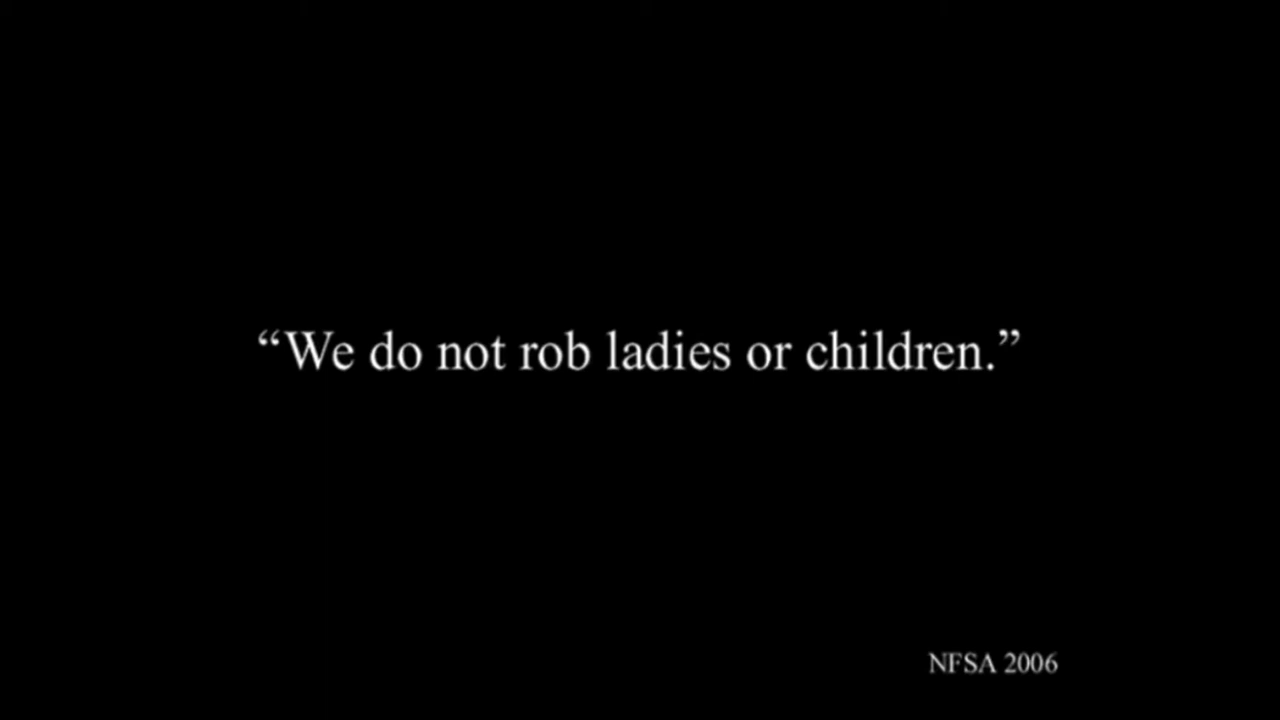 “We do not rob ladies or children.”
NFSA 2006